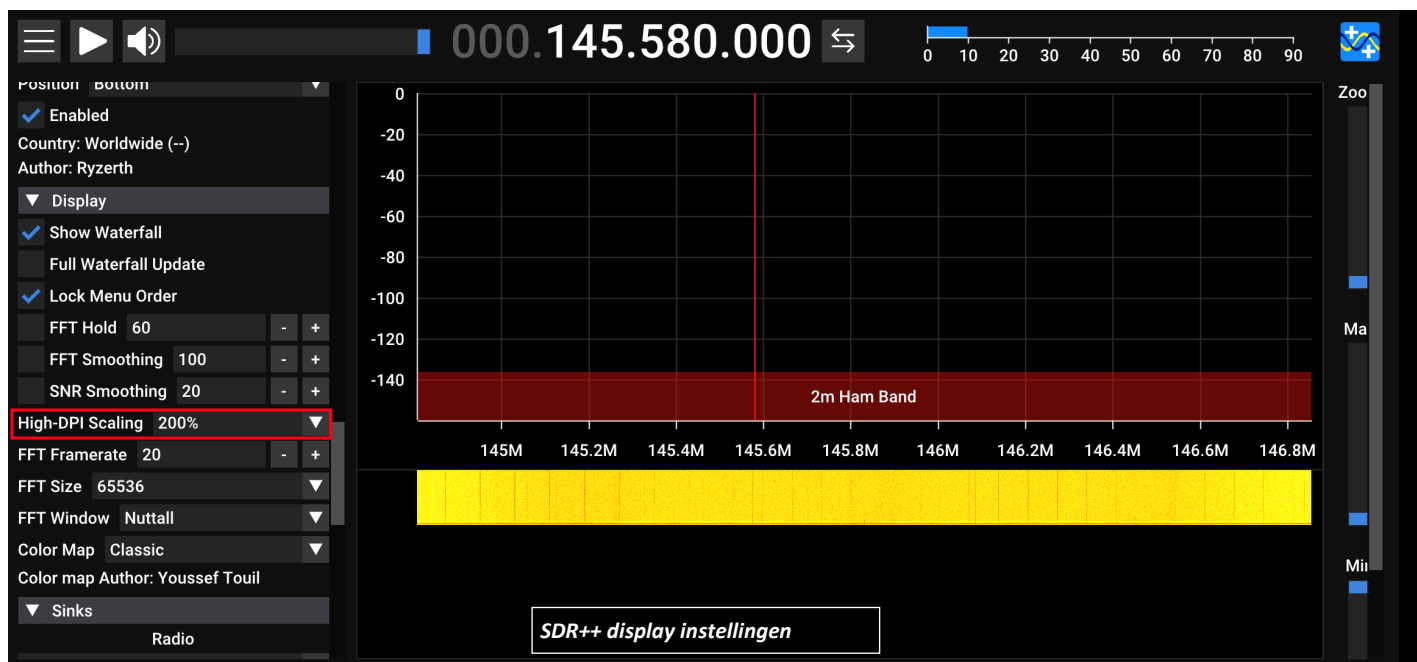 000.145.580.000
0 10 20 30 40 50 60 70 80 90
Position Bottom
Enabled
Country: Worldwide (--)
Author: Ryzerth
Display
Show Waterfall
Full Waterfall Update
Lock Menu Order
FFT Hold 60 - +
FFT Smoothing 100 - +
SNR Smoothing 20 - +
High-DPI Scaling 200%
FFT Framerate 20 - +
FFT Size 65536
FFT Window Nuttall
Color Map Classic
Color map Author: Youssef Touil
Sinks
Radio
0
-20
-40
-60
-80
-100
-120
-140
2m Ham Band
145M 145.2M 145.4M 145.6M 145.8M 146M 146.2M 146.4M 146.6M 146.8M
SDR++ display instellingen
Zoo
Ma